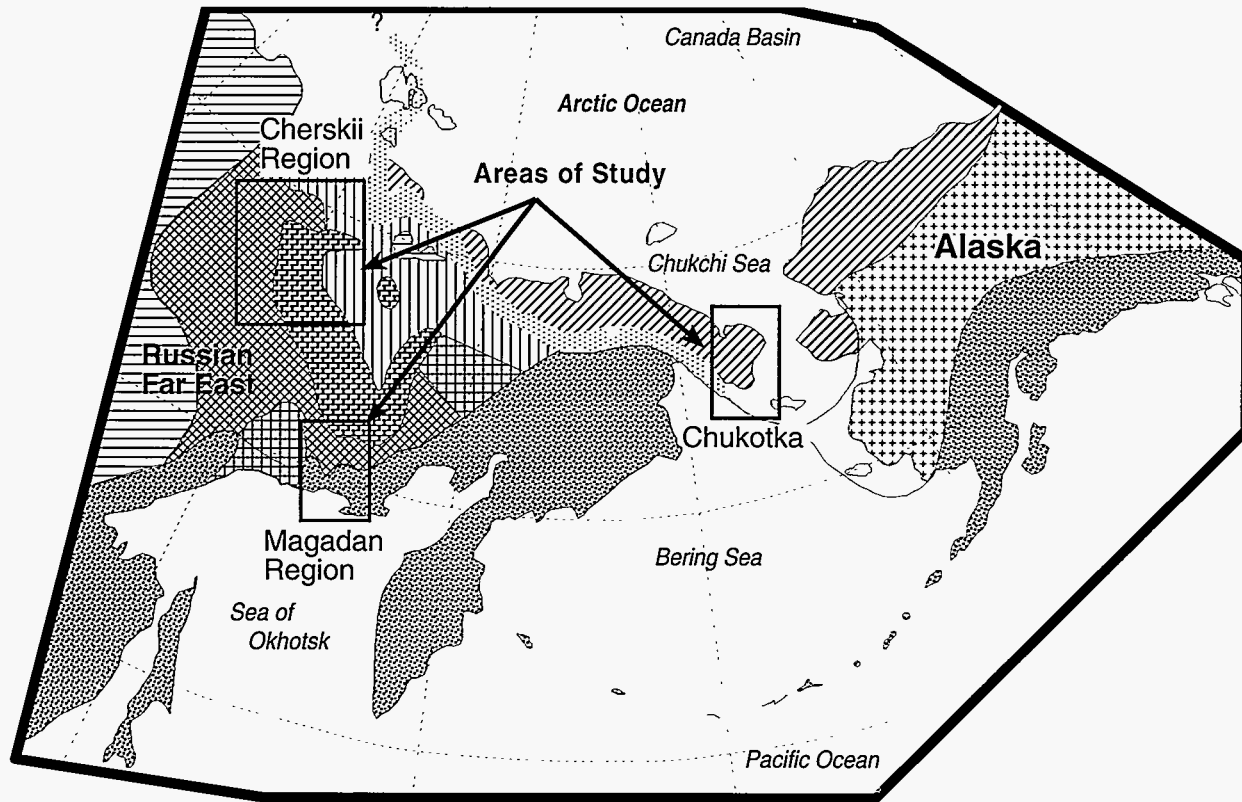 ?
Canada Basin
Arctic Ocean
Cherskii
Region
Areas of Study
Alaska
Chukchi Sea
Russian
Far East
Chukotka
Magadan
Region
Bering Sea
Sea of
Okhotsk
Pacific Ocean